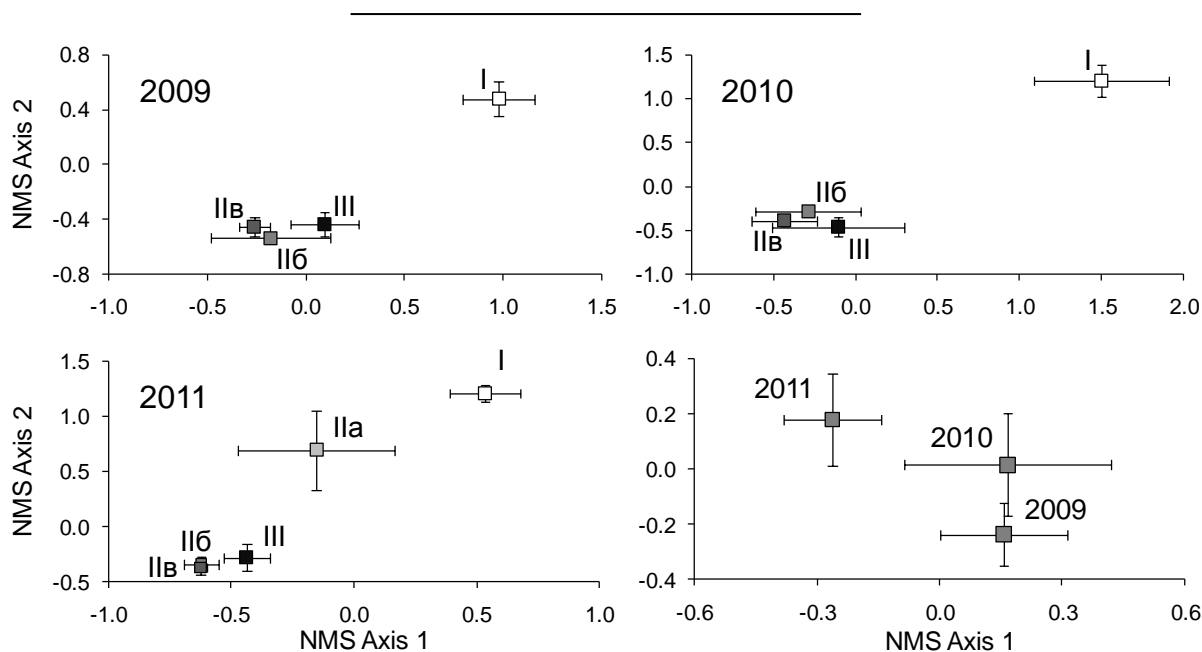 2009
NMS Axis 2
0.8
0.4
0.0
-0.4
-0.8
-1.0 -0.5 0.0 0.5 1.0 1.5
I
IIв
IIб
III
2010
1.5
1.0
0.5
0.0
-0.5
-1.0
-1.0 -0.5 0.0 0.5 1.0 1.5 2.0
I
IIб
IIв
III
2011
NMS Axis 2
1.5
1.0
0.5
0.0
-0.5
-1.0 -0.5 0.0 0.5 1.0
NMS Axis 1
I
IIа
IIб
IIв
III
0.4
0.2
0.0
-0.2
-0.4
-0.6 -0.3 0.0 0.3 0.6
NMS Axis 1
2011
2010
2009